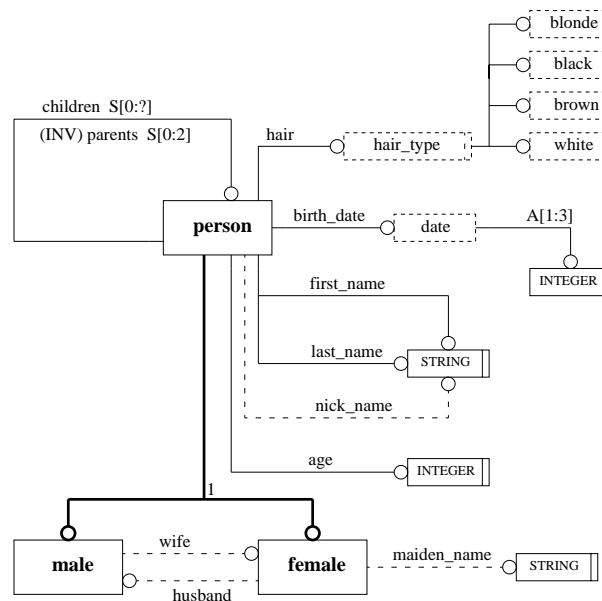 blonde
black
children S[0:?]
brown
(INV) parents S[0:2]
hair
hair_type
white
person
birth_date
date
A[1:3]
INTEGER
first_name
last_name
STRING
nick_name
age
INTEGER
1
wife
male
female
maiden_name
STRING
husband